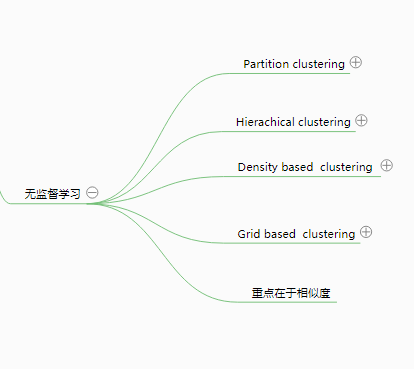 Partition clustering
Hierachical clustering
Density based  clustering
无监督学习
Grid based  clustering
重点在于相似度